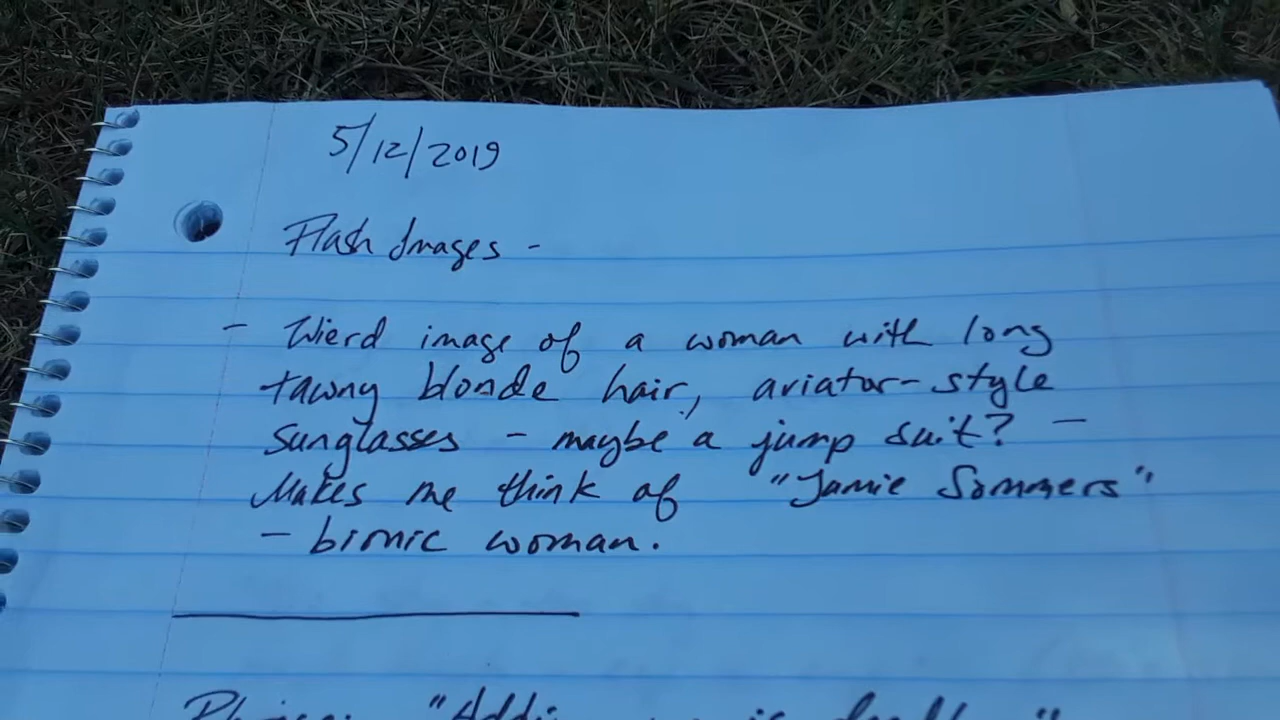 5/12/2019
Flash Images -
- Wierd image of a woman with long
tawny blonde hair, aviator-style
sunglasses - maybe a jump suit? -
Makes me think of "Jamie Sommers"
- bionic woman.
Phrase: "